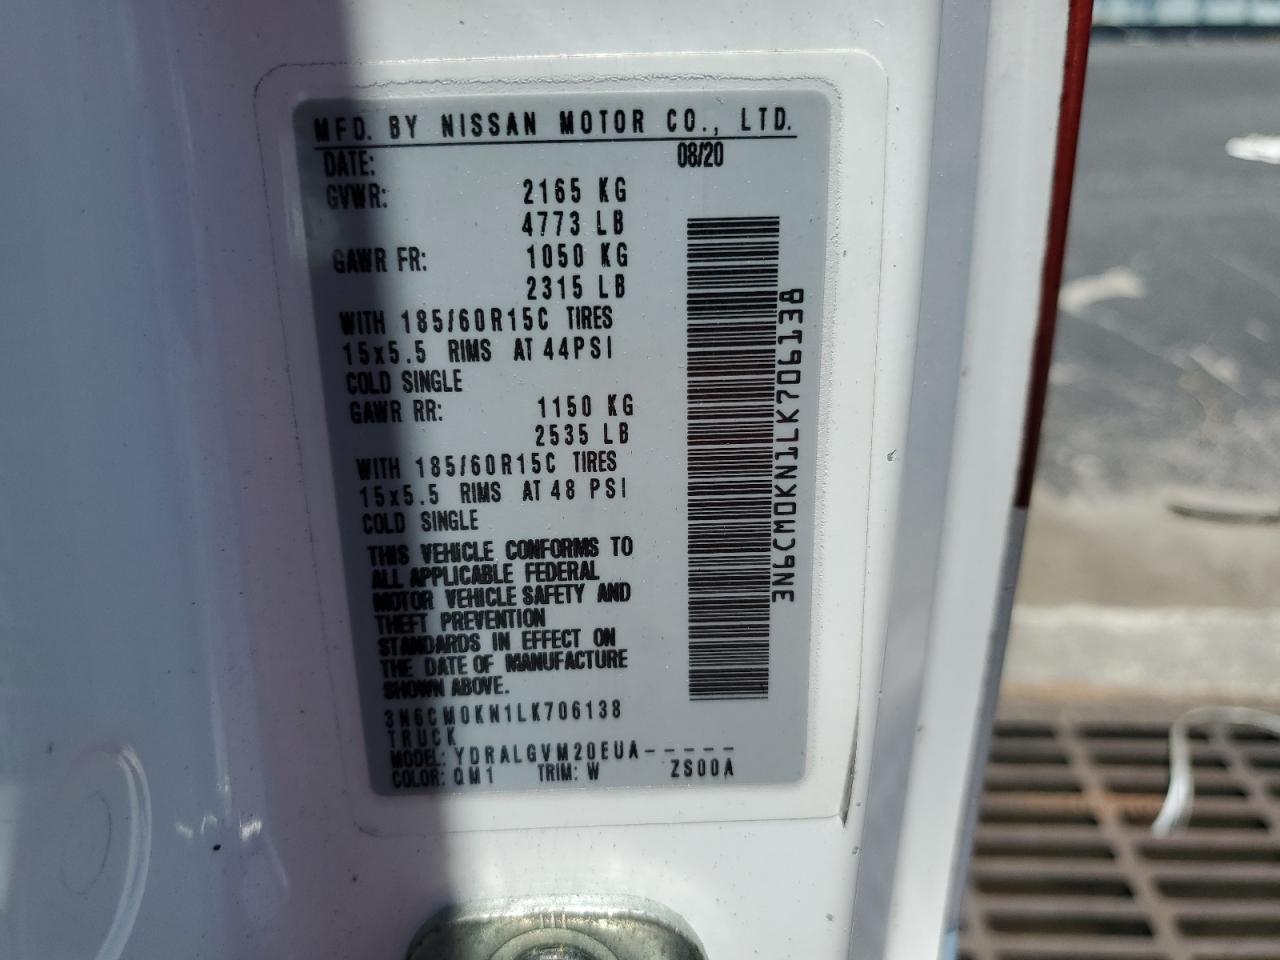 MFD. BY NISSAN MOTOR CO., LTD.
DATE: 08/20
GVWR: 2165 KG
4773 LB
GAWR FR: 1050 KG
2315 LB
WITH 185/60R15C TIRES
15x5.5 RIMS AT 44PSI
COLD SINGLE
GAWR RR: 1150 KG
2535 LB
WITH 185/60R15C TIRES
15x5.5 RIMS AT 48 PSI
COLD SINGLE
THIS VEHICLE CONFORMS TO
ALL APPLICABLE FEDERAL
MOTOR VEHICLE SAFETY AND
THEFT PREVENTION
STANDARDS IN EFFECT ON
THE DATE OF MANUFACTURE
SHOWN ABOVE.
3N6CM0KN1LK706138
TRUCK
MODEL: YDRALGVM20EUA-----
COLOR: QM1 TRIM: W ZS00A
3N6CM0KN1LK706138